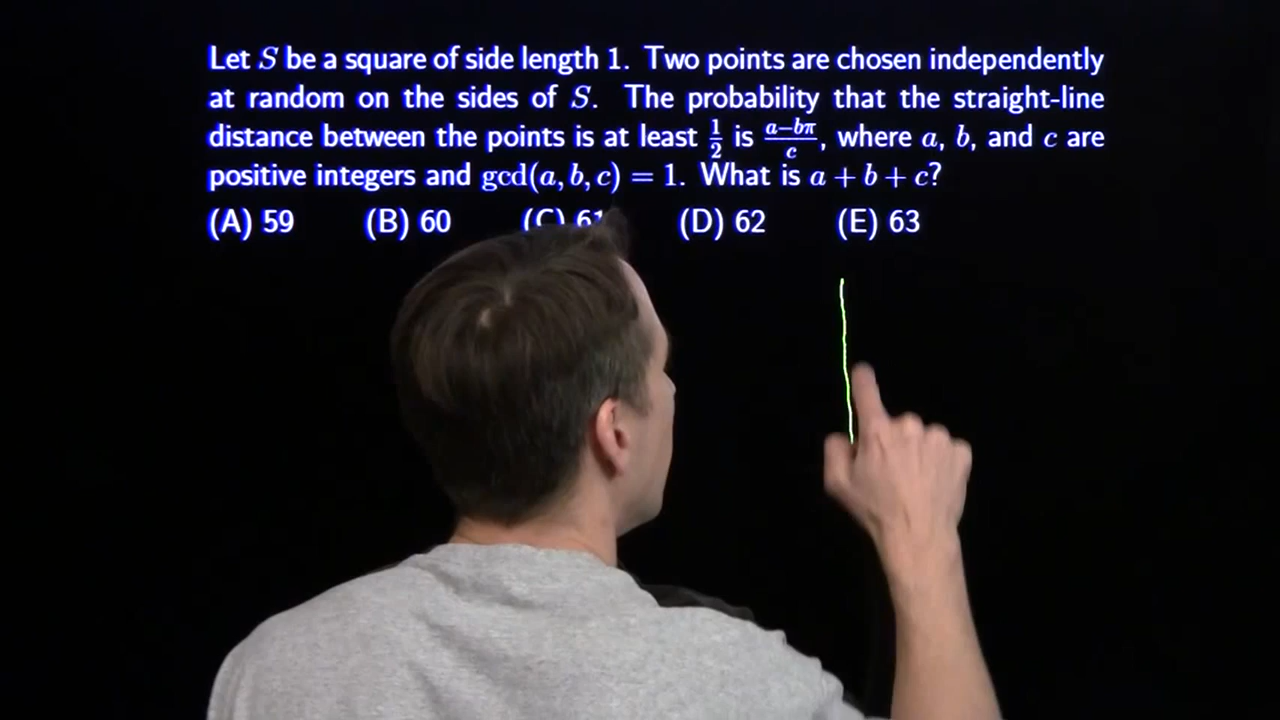 Let S be a square of side length 1. Two points are chosen independently
at random on the sides of S. The probability that the straight-line
distance between the points is at least 1/2 is (a−bπ)/c, where a, b, and c are
positive integers and gcd(a, b, c) = 1. What is a + b + c?
(A) 59 (B) 60 (C) 61 (D) 62 (E) 63